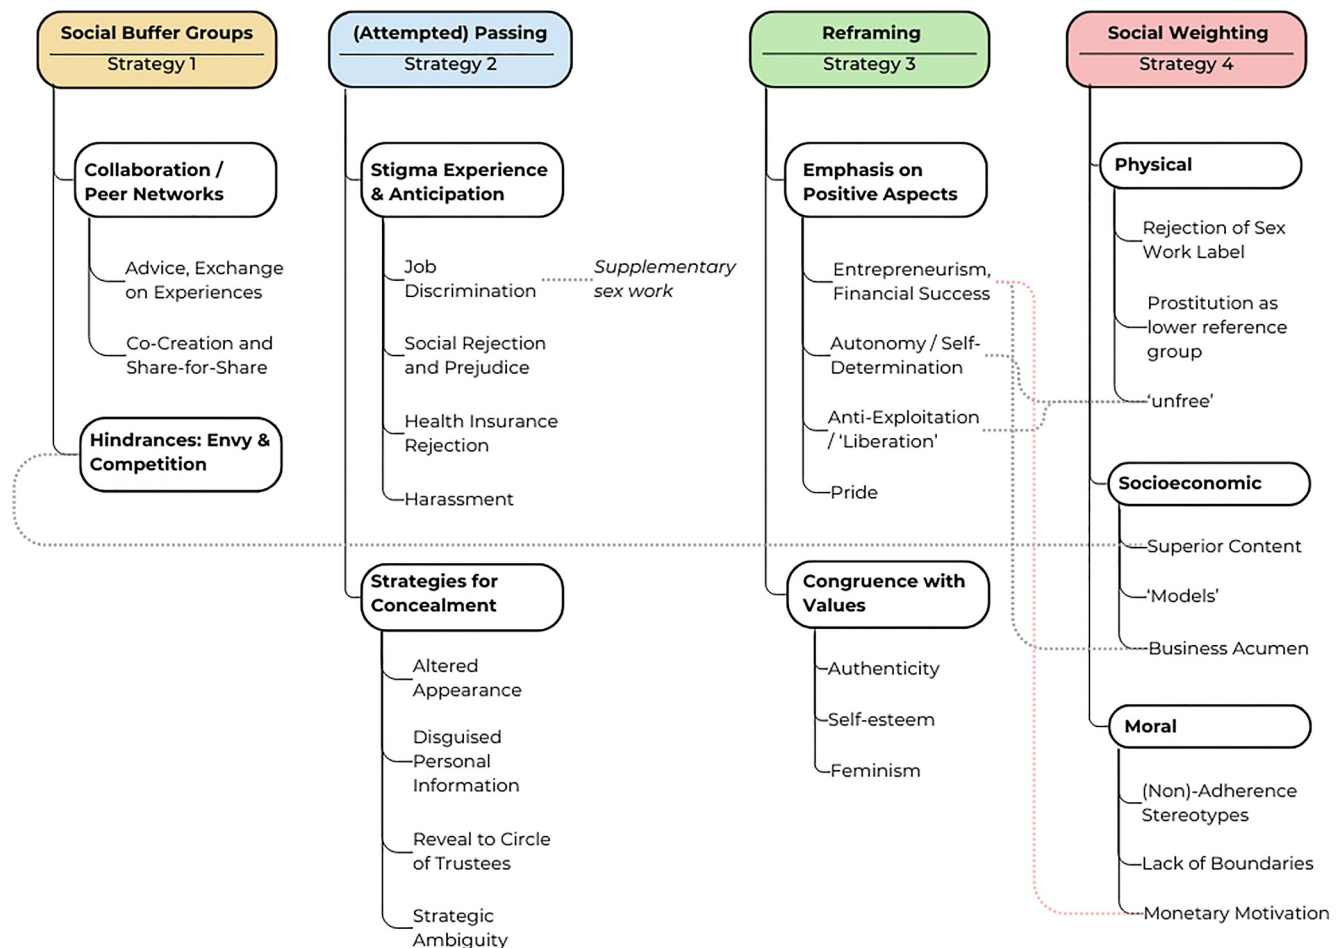 Social Buffer Groups
Strategy 1
Collaboration /
Peer Networks
Advice, Exchange
on Experiences
Co-Creation and
Share-for-Share
Hindrances: Envy &
Competition
(Attempted) Passing
Strategy 2
Stigma Experience
& Anticipation
Job
Discrimination
Supplementary
sex work
Social Rejection
and Prejudice
Health Insurance
Rejection
Harassment
Strategies for
Concealment
Altered
Appearance
Disguised
Personal
Information
Reveal to Circle
of Trustees
Strategic
Ambiguity
Reframing
Strategy 3
Emphasis on
Positive Aspects
Entrepreneurism,
Financial Success
Autonomy / Self-
Determination
Anti-Exploitation
/ ‘Liberation’
Pride
Congruence with
Values
Authenticity
Self-esteem
Feminism
Social Weighting
Strategy 4
Physical
Rejection of Sex
Work Label
Prostitution as
lower reference
group
‘unfree’
Socioeconomic
Superior Content
‘Models’
Business Acumen
Moral
(Non)-Adherence
Stereotypes
Lack of Boundaries
Monetary Motivation